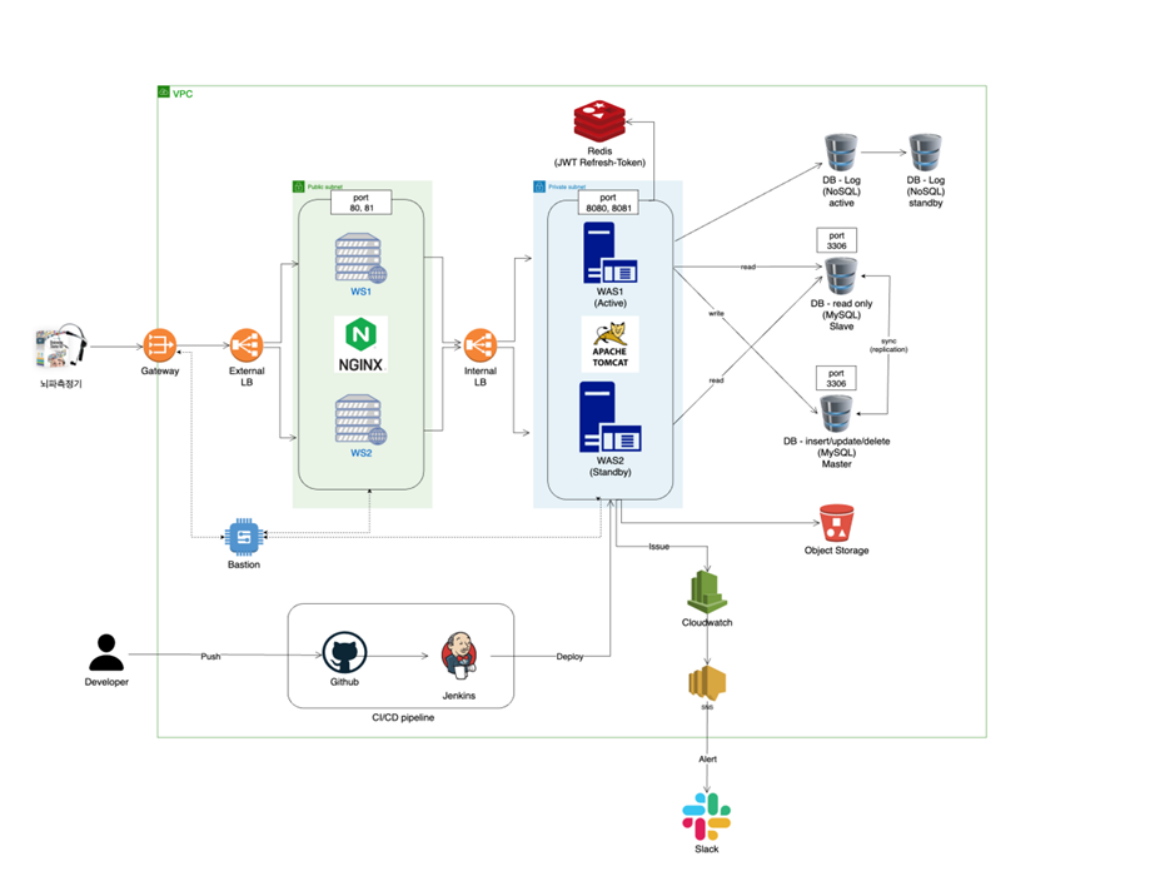 VPC
Redis
(JWT Refresh-Token)
Public subnet
port
80, 81
WS1
NGINX
WS2
Private subnet
port
8080, 8081
WAS1
(Active)
APACHE
TOMCAT
WAS2
(Standby)
DB - Log
(NoSQL)
active
DB - Log
(NoSQL)
standby
port
3306
read
DB - read only
(MySQL)
Slave
write
sync
(replication)
read
port
3306
DB - insert/update/delete
(MySQL)
Master
뇌파측정기
Gateway
External
LB
Internal
LB
Bastion
Object Storage
Issue
Cloudwatch
Developer
Push
Github
Jenkins
Deploy
CI/CD pipeline
SNS
Alert
Slack